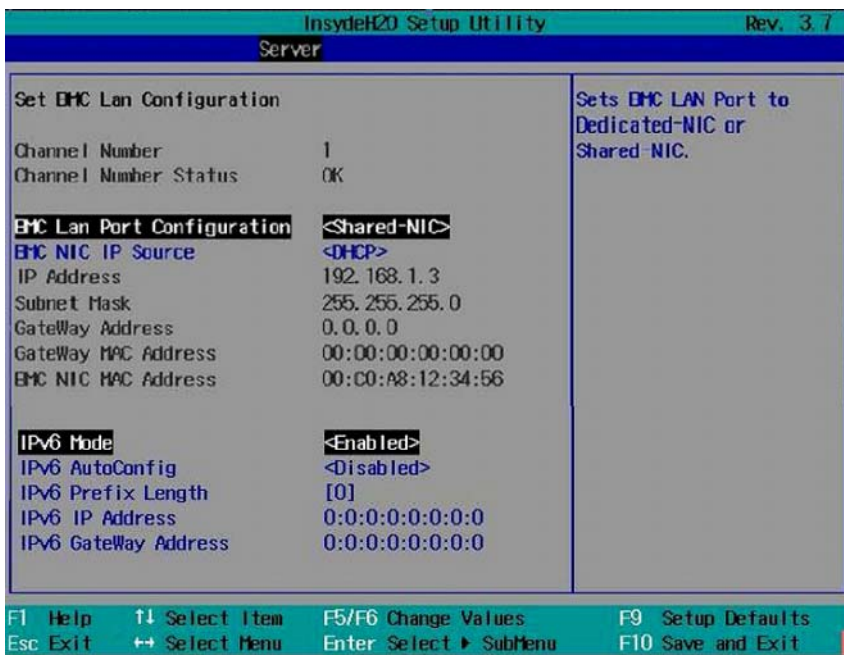 InsydeH2O Setup Utility Rev. 3.7
Server
Set BMC Lan Configuration
Sets BMC LAN Port to
Dedicated-NIC or
Shared-NIC.
Channel Number 1
Channel Number Status OK
BMC Lan Port Configuration <Shared-NIC>
BMC NIC IP Source <DHCP>
IP Address 192.168.1.3
Subnet Mask 255.255.255.0
GateWay Address 0.0.0.0
GateWay MAC Address 00:00:00:00:00:00
BMC NIC MAC Address 00:C0:A8:12:34:56
IPv6 Mode <Enabled>
IPv6 AutoConfig <Disabled>
IPv6 Prefix Length [0]
IPv6 IP Address 0:0:0:0:0:0:0:0
IPv6 GateWay Address 0:0:0:0:0:0:0:0
F1 Help ↑↓ Select Item F5/F6 Change Values F9 Setup Defaults
Esc Exit ↔ Select Menu Enter Select ▶ SubMenu F10 Save and Exit